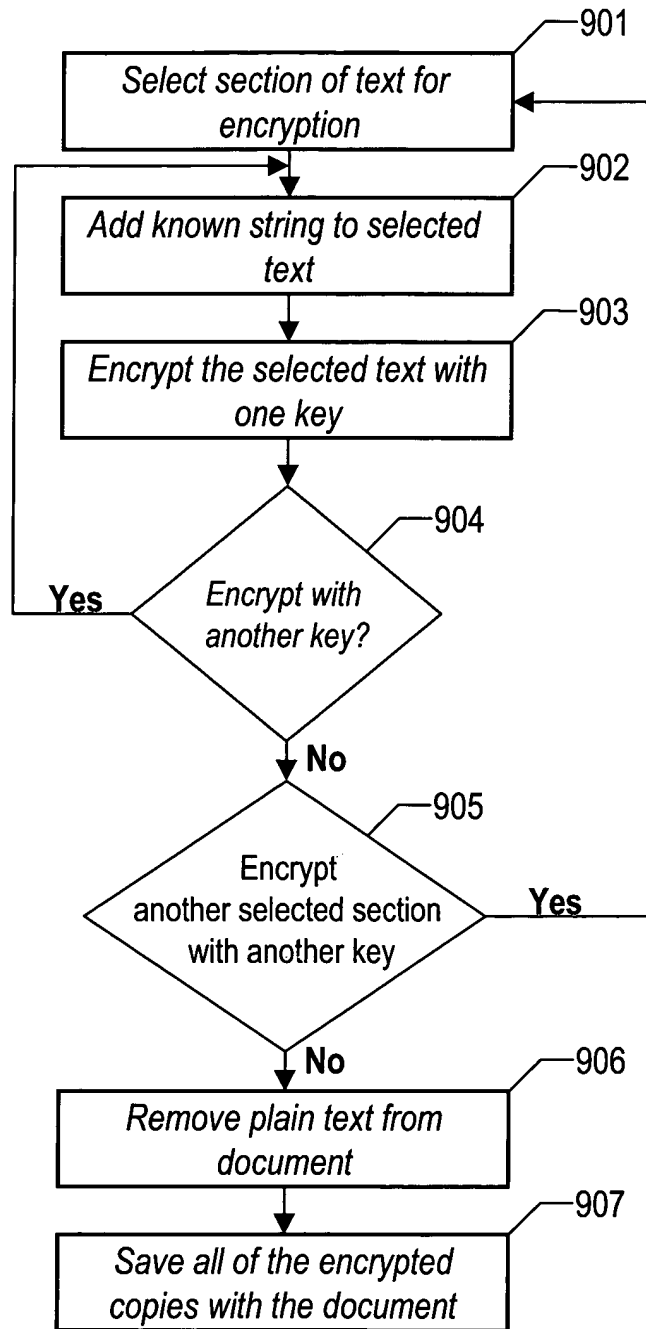 901
Select section of text for
encryption
902
Add known string to selected
text
903
Encrypt the selected text with
one key
904
Yes
Encrypt with
another key?
No
905
Encrypt
another selected section
with another key
Yes
No
906
Remove plain text from
document
907
Save all of the encrypted
copies with the document